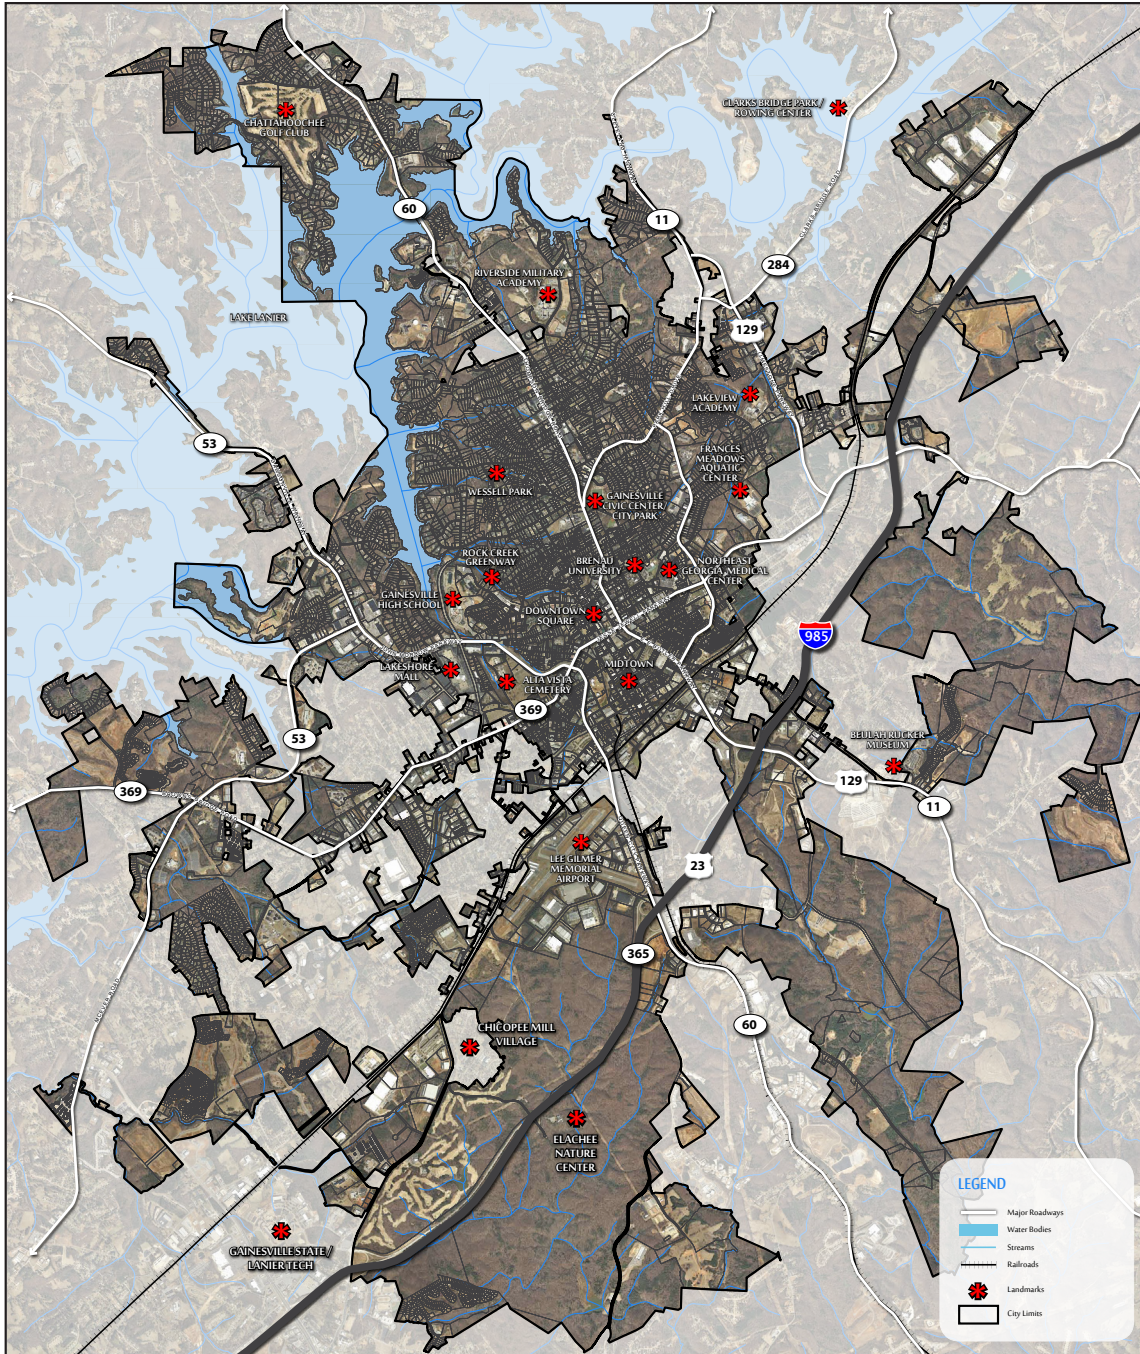 CHATTAHOOCHEE
GOLF CLUB
CLARKS BRIDGE PARK /
ROWING CENTER
60
11
CLARKS BRIDGE ROAD
284
RIVERSIDE MILITARY
ACADEMY
LAKE LANIER
129
LAKEVIEW
ACADEMY
53
FRANCES
MEADOWS
AQUATIC
CENTER
WESSELL PARK
GAINESVILLE
CIVIC CENTER
CITY PARK
ROCK CREEK
GREENWAY
BRENAU
UNIVERSITY
NORTHEAST
GEORGIA MEDICAL
CENTER
GAINESVILLE
HIGH SCHOOL
DOWNTOWN
SQUARE
985
LAKESHORE
MALL
ALTA VISTA
CEMETERY
MIDTOWN
369
53
BEULAH RUCKER
MUSEUM
129
11
369
LEE GILMER
MEMORIAL
AIRPORT
23
365
60
CHICOPEE MILL
VILLAGE
ELACHEE
NATURE
CENTER
GAINESVILLE STATE /
LANIER TECH
LEGEND
Major Roadways
Water Bodies
Streams
Railroads
Landmarks
City Limits